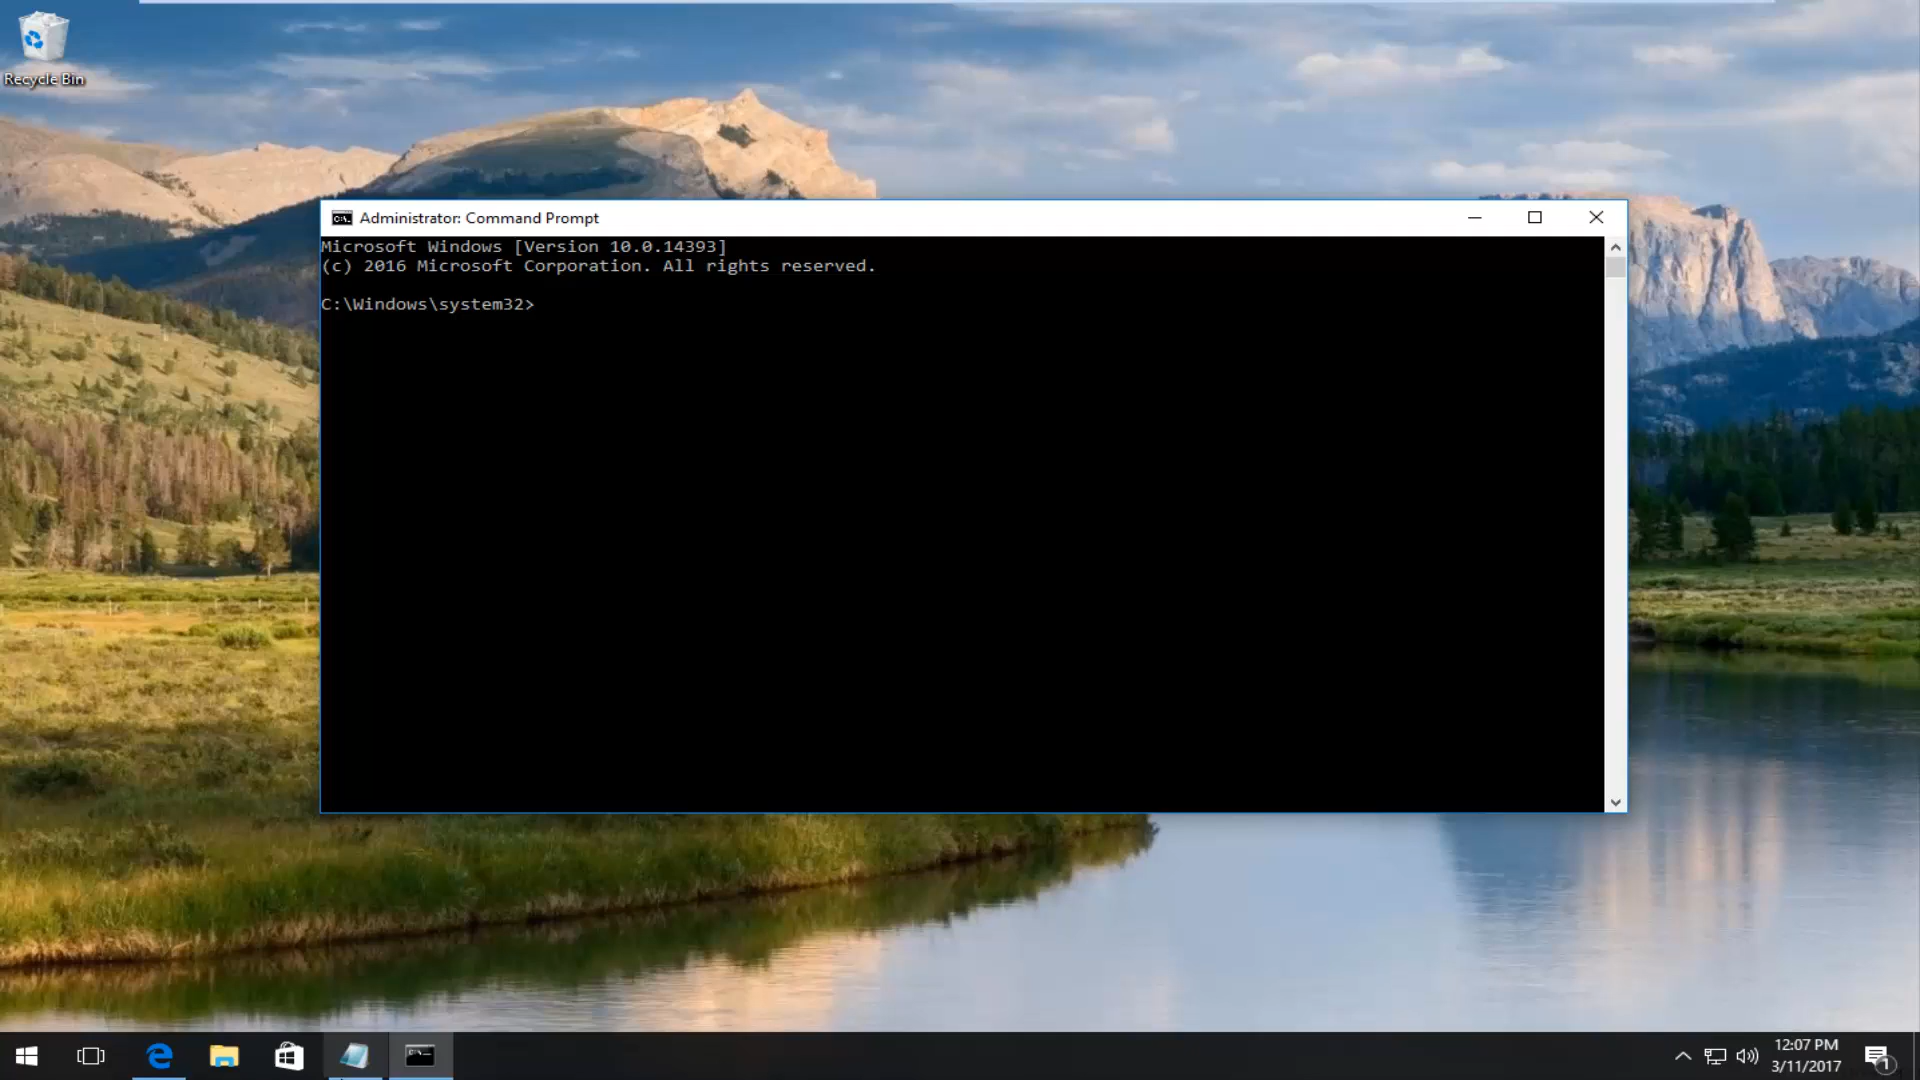 Recycle Bin
Administrator: Command Prompt
Microsoft Windows [Version 10.0.14393]
(c) 2016 Microsoft Corporation. All rights reserved.
C:\Windows\system32>
12:07 PM
3/11/2017
1